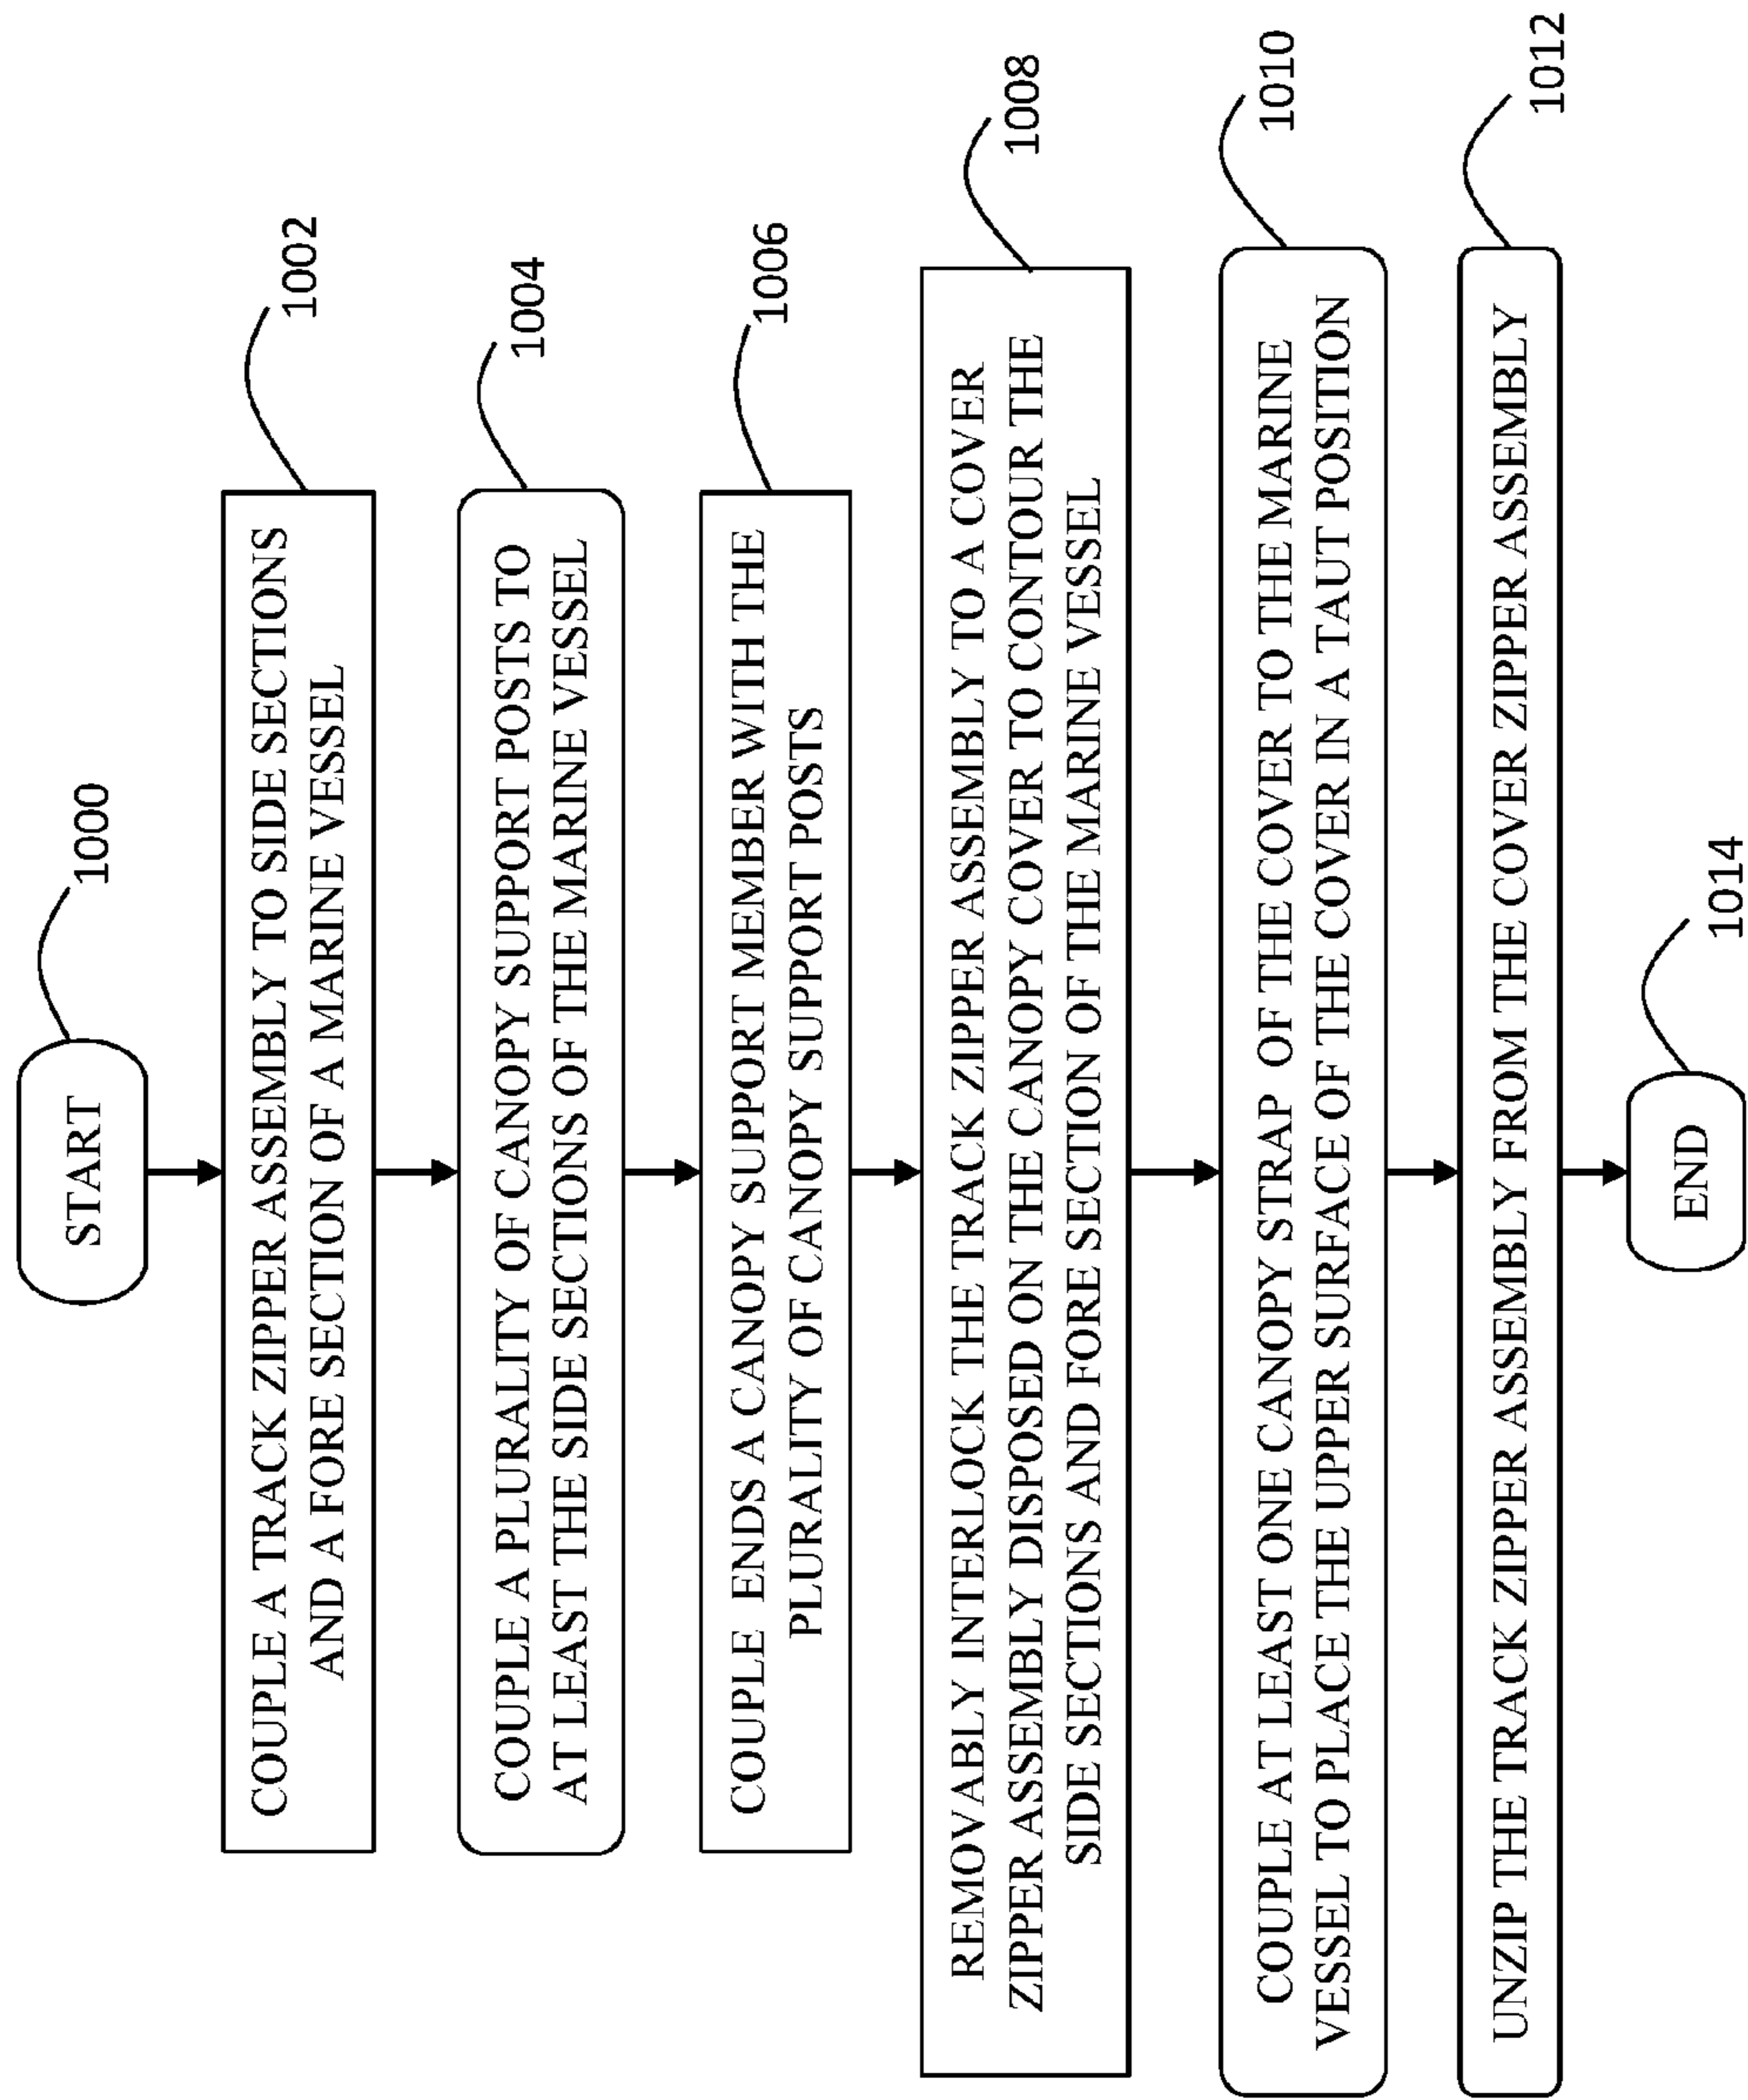 START
1000
COUPLE A TRACK ZIPPER ASSEMBLY TO SIDE SECTIONS
AND A FORE SECTION OF A MARINE VESSEL
1002
COUPLE A PLURALITY OF CANOPY SUPPORT POSTS TO
AT LEAST THE SIDE SECTIONS OF THE MARINE VESSEL
1004
COUPLE ENDS A CANOPY SUPPORT MEMBER WITH THE
PLURALITY OF CANOPY SUPPORT POSTS
1006
REMOVABLY INTERLOCK THE TRACK ZIPPER ASSEMBLY TO A COVER
ZIPPER ASSEMBLY DISPOSED ON THE CANOPY COVER TO CONTOUR THE
SIDE SECTIONS AND FORE SECTION OF THE MARINE VESSEL
1008
COUPLE AT LEAST ONE CANOPY STRAP OF THE COVER TO THE MARINE
VESSEL TO PLACE THE UPPER SURFACE OF THE COVER IN A TAUT POSITION
1010
UNZIP THE TRACK ZIPPER ASSEMBLY FROM THE COVER ZIPPER ASSEMBLY
1012
END
1014